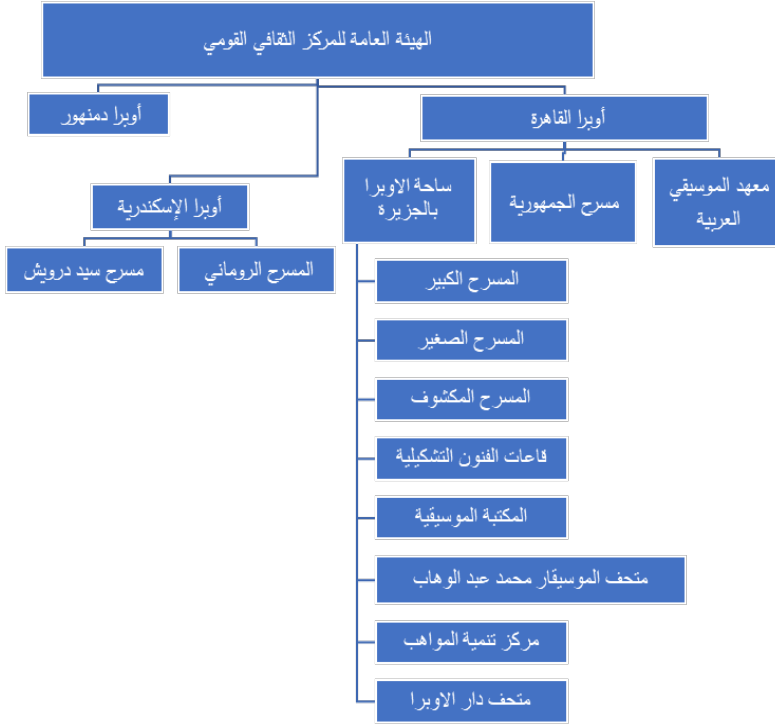 الهيئة العامة للمركز الثقافي القومي
أوبرا القاهرة
أوبرا دمنهور
معهد الموسيقي
العربية
مسرح الجمهورية
ساحة الاوبرا
بالجزيرة
أوبرا الإسكندرية
المسرح الروماني
مسرح سيد درويش
المسرح الكبير
المسرح الصغير
المسرح المكشوف
قاعات الفنون التشكيلية
المكتبة الموسيقية
متحف الموسيقار محمد عبد الوهاب
مركز تنمية المواهب
متحف دار الاوبرا